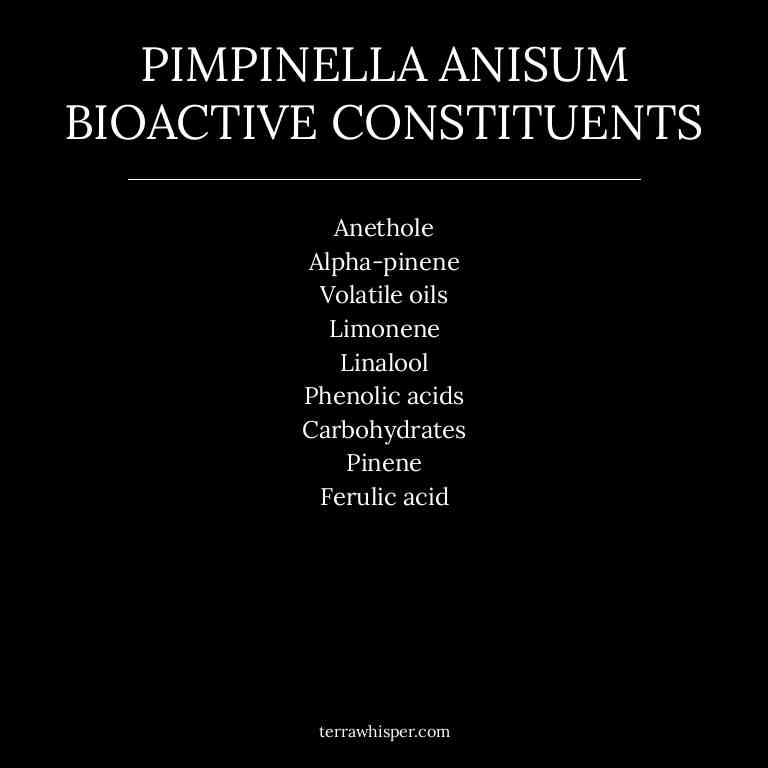 PIMPINELLA ANISUM
BIOACTIVE CONSTITUENTS
Anethole
Alpha-pinene
Volatile oils
Limonene
Linalool
Phenolic acids
Carbohydrates
Pinene
Ferulic acid
terrawhisper.com